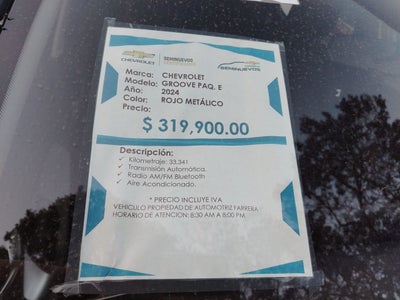 CHEVROLET
SEMINUEVOS
SEMINUEVOS
Marca: CHEVROLET
Modelo: GROOVE PAQ. E
Año: 2024
Color: ROJO METÁLICO
Precio:
$ 319,900.00
Descripción:
✓ Kilometraje: 33,341
✓ Transmisión Automática.
✓ Radio AM/FM Bluetooth
✓ Aire Acondicionado.
* PRECIO INCLUYE IVA
VEHICULO PROPIEDAD DE AUTOMOTRIZ FARRERA
HORARIO DE ATENCION: 8:30 AM A 8:00 PM